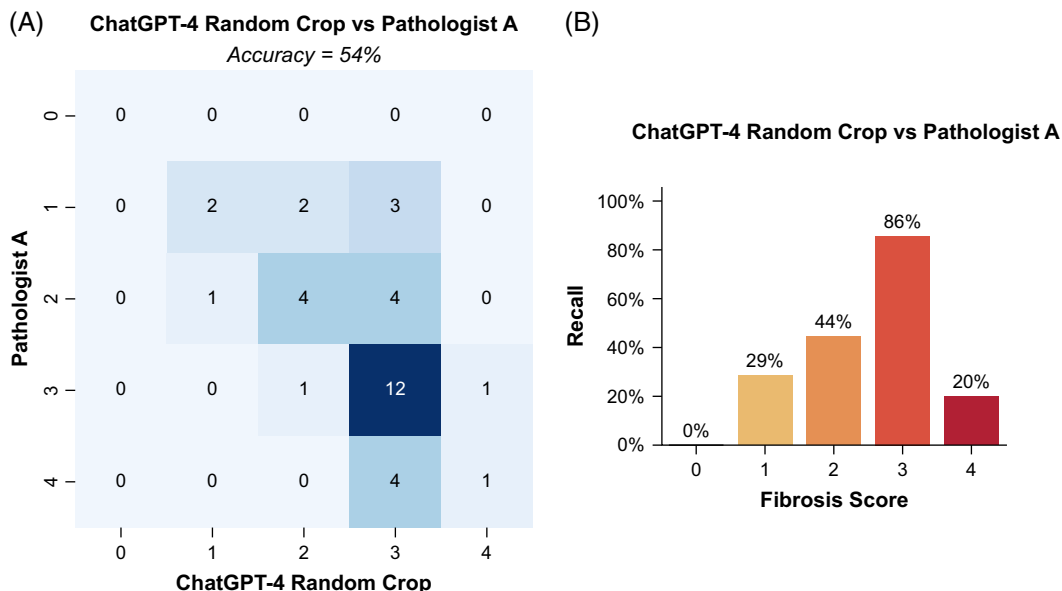 (A)
ChatGPT-4 Random Crop vs Pathologist A
Accuracy = 54%
Pathologist A
0 0 0 0 0 0
1 0 2 2 3 0
2 0 1 4 4 0
3 0 0 1 12 1
4 0 0 0 4 1
0 1 2 3 4
ChatGPT-4 Random Crop
(B)
ChatGPT-4 Random Crop vs Pathologist A
Recall
100%
80%
60%
40%
20%
0%
0% 29% 44% 86% 20%
0 1 2 3 4
Fibrosis Score